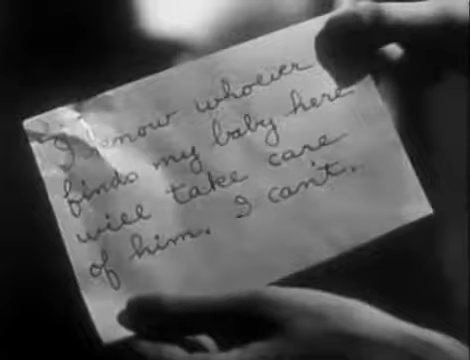 I know whoever
finds my baby here
will take care
of him. I can't..